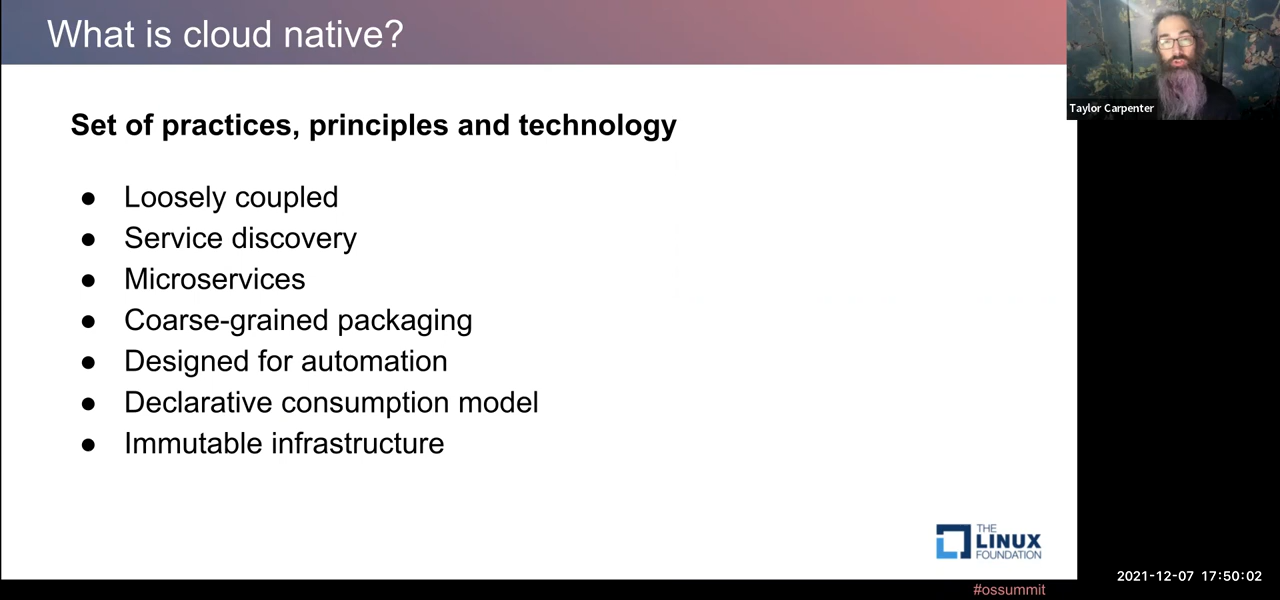 What is cloud native?
Taylor Carpenter
Set of practices, principles and technology
● Loosely coupled
● Service discovery
● Microservices
● Coarse-grained packaging
● Designed for automation
● Declarative consumption model
● Immutable infrastructure
THE
LINUX
FOUNDATION
2021-12-07 17:50:02
#ossummit